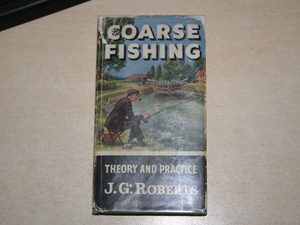 COARSE
FISHING
THEORY AND PRACTICE
J. G. ROBERTS